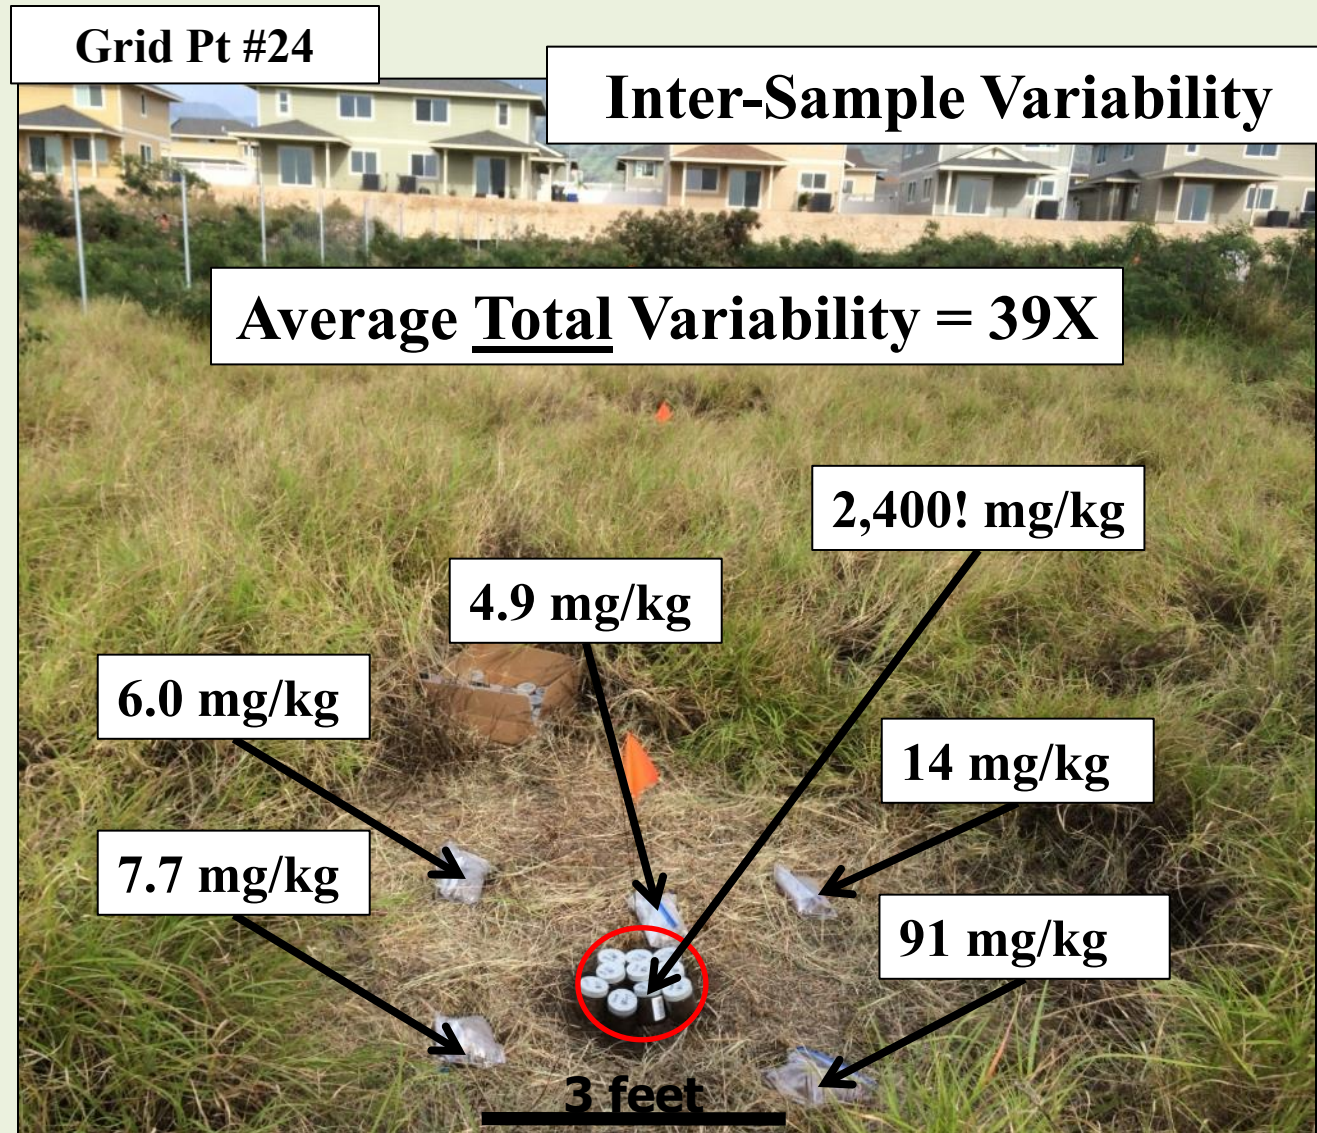 Grid Pt #24
Inter-Sample Variability
Average Total Variability = 39X
2,400! mg/kg
4.9 mg/kg
6.0 mg/kg
14 mg/kg
7.7 mg/kg
91 mg/kg
3 feet